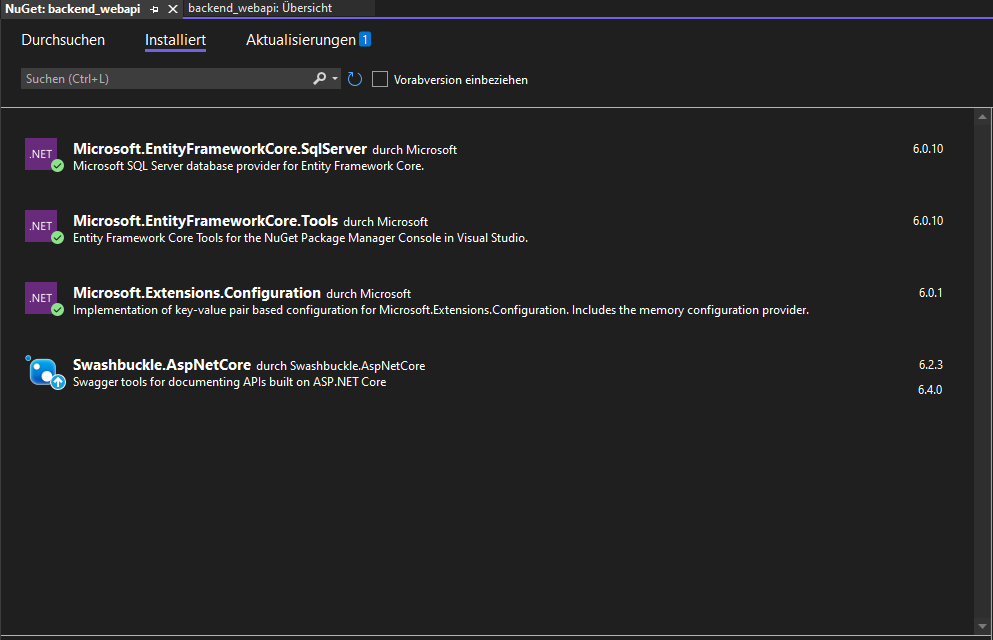 NuGet: backend_webapi
backend_webapi: Übersicht
Durchsuchen
Installiert
Aktualisierungen 1
Suchen (Ctrl+L)
Vorabversion einbeziehen
.NET
Microsoft.EntityFrameworkCore.SqlServer durch Microsoft
6.0.10
Microsoft SQL Server database provider for Entity Framework Core.
.NET
Microsoft.EntityFrameworkCore.Tools durch Microsoft
6.0.10
Entity Framework Core Tools for the NuGet Package Manager Console in Visual Studio.
.NET
Microsoft.Extensions.Configuration durch Microsoft
6.0.1
Implementation of key-value pair based configuration for Microsoft.Extensions.Configuration. Includes the memory configuration provider.
Swashbuckle.AspNetCore durch Swashbuckle.AspNetCore
6.2.3
Swagger tools for documenting APIs built on ASP.NET Core
6.4.0